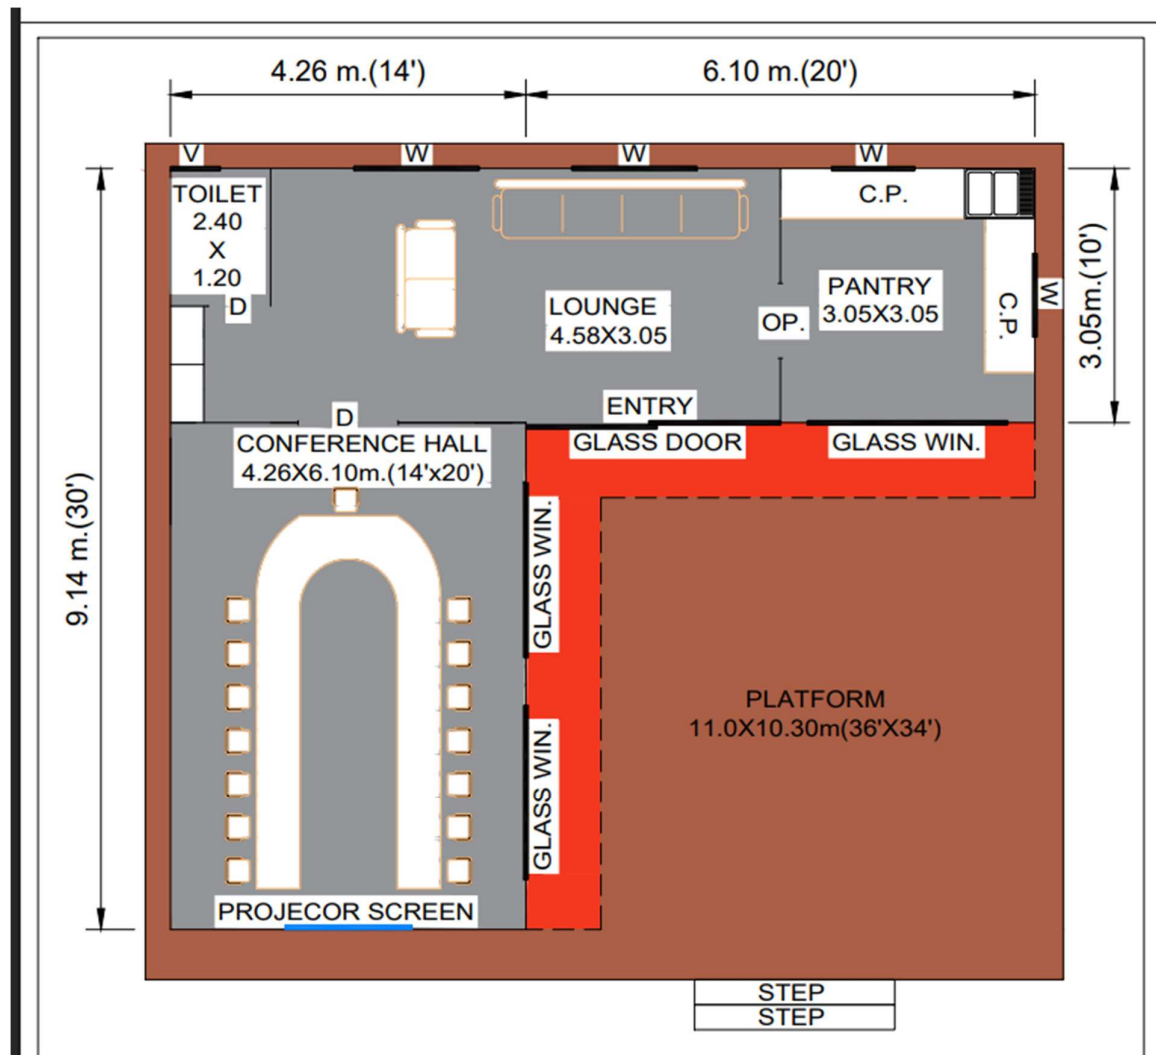 4.26 m.(14')
6.10 m.(20')
V
W
W
W
TOILET
2.40
X
1.20
D
C.P.
W
C.P.
PANTRY
3.05X3.05
LOUNGE
4.58X3.05
OP.
3.05m.(10')
ENTRY
D
GLASS DOOR
GLASS WIN.
CONFERENCE HALL
4.26X6.10m.(14'x20')
9.14 m.(30')
GLASS WIN.
GLASS WIN.
PLATFORM
11.0X10.30m(36'X34')
PROJECOR SCREEN
STEP
STEP